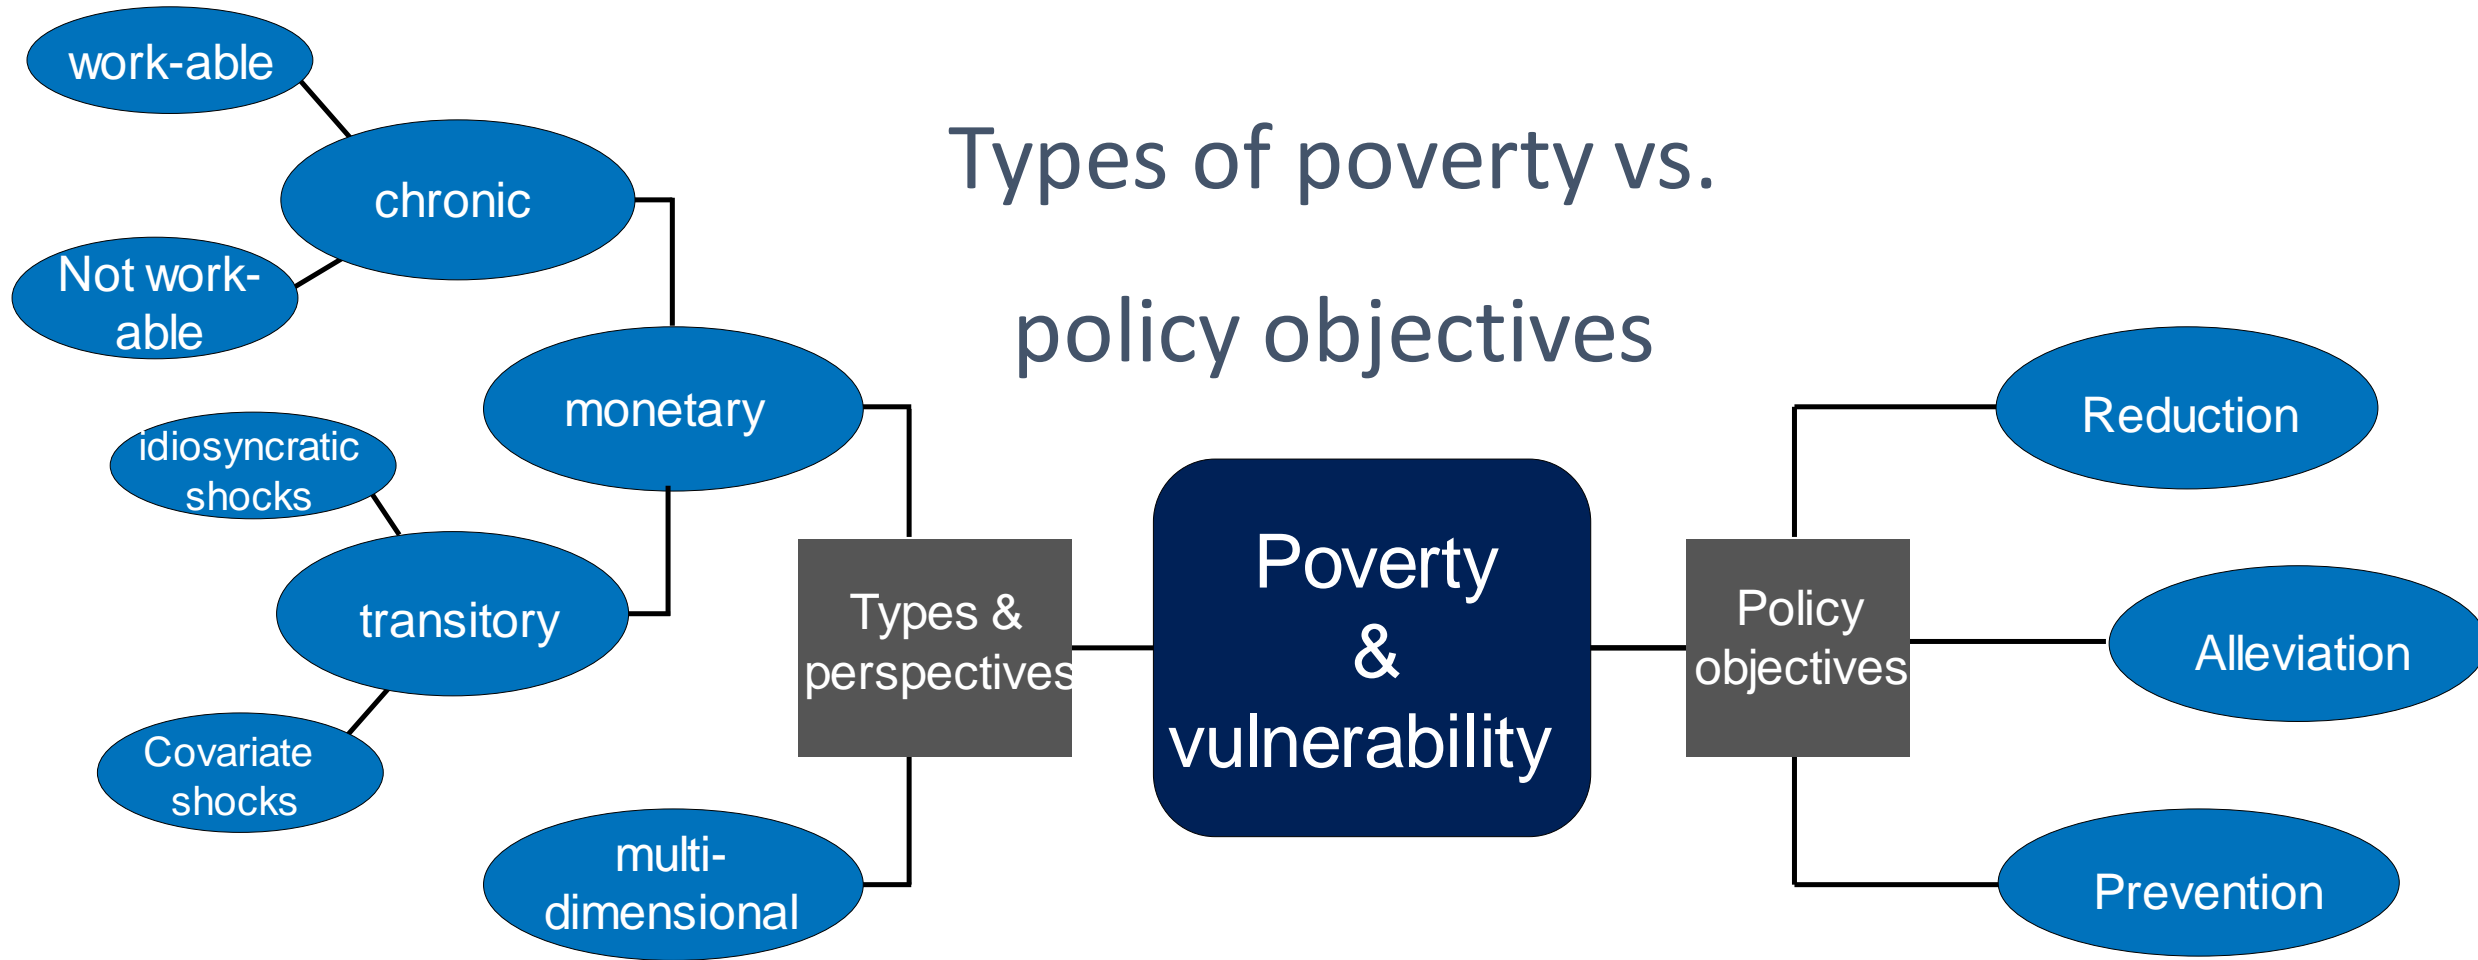 Types of poverty vs.
policy objectives
work-able
chronic
Not work-
able
monetary
idiosyncratic
shocks
transitory
Covariate
shocks
multi-
dimensional
Types &
perspectives
Poverty
&
vulnerability
Policy
objectives
Reduction
Alleviation
Prevention